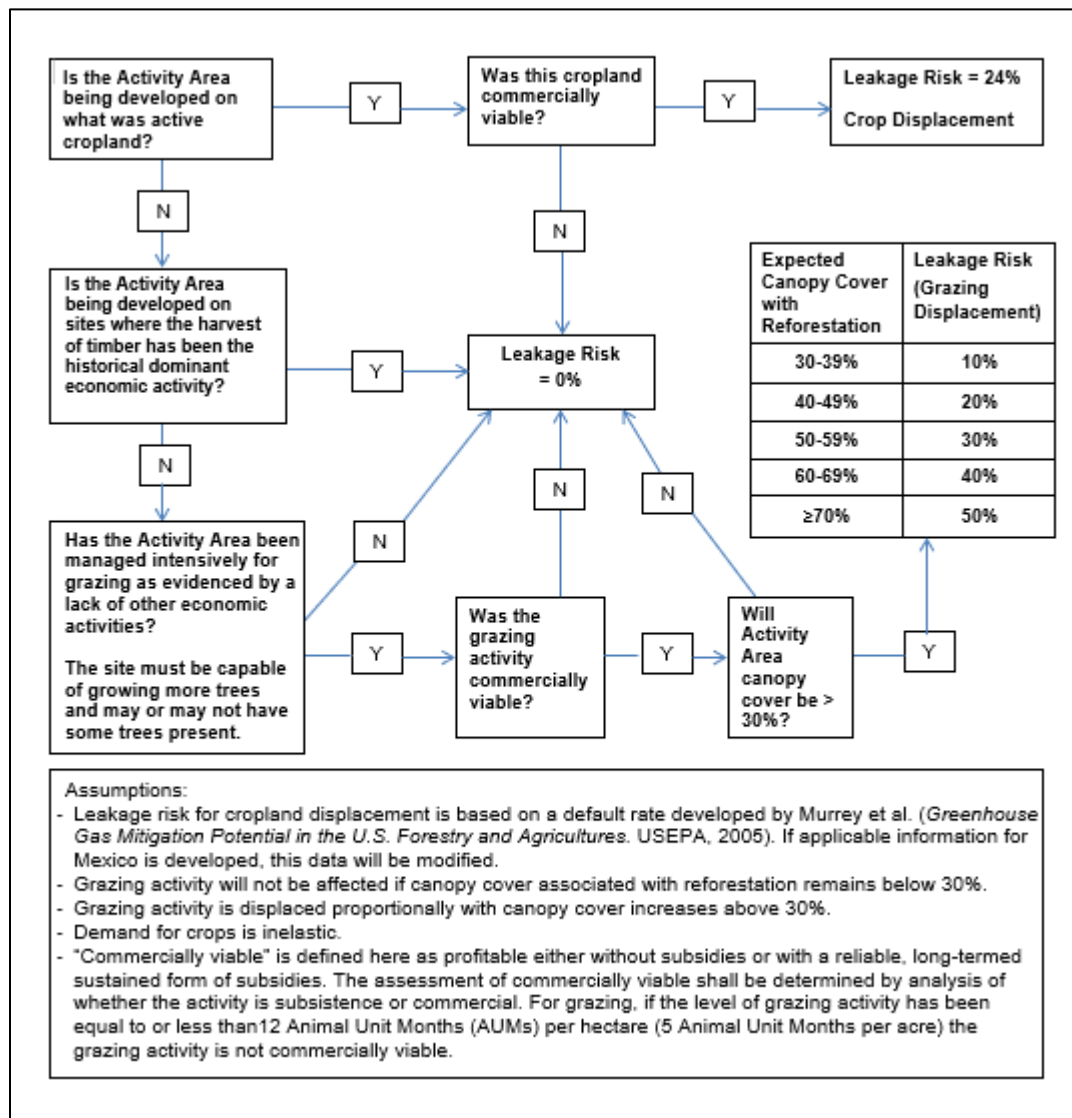 Is the Activity Area
being developed on
what was active
cropland?
Y
Was this cropland
commercially
viable?
Y
Leakage Risk = 24%
Crop Displacement
N
N
Is the Activity Area
being developed on
sites where the harvest
of timber has been the
historical dominant
economic activity?
Y
Leakage Risk
= 0%
Expected
Canopy Cover
with
Reforestation
Leakage Risk
(Grazing
Displacement)
30-39%
10%
40-49%
20%
50-59%
30%
60-69%
40%
≥70%
50%
N
N
N
N
Has the Activity Area been
managed intensively for
grazing as evidenced by a
lack of other economic
activities?
The site must be capable
of growing more trees
and may or may not have
some trees present.
Y
Was the
grazing
activity
commercially
viable?
Y
Will
Activity
Area
canopy
cover be >
30%?
Y
Assumptions:
- Leakage risk for cropland displacement is based on a default rate developed by Murrey et al. (Greenhouse
Gas Mitigation Potential in the U.S. Forestry and Agricultures. USEPA, 2005). If applicable information for
Mexico is developed, this data will be modified.
- Grazing activity will not be affected if canopy cover associated with reforestation remains below 30%.
- Grazing activity is displaced proportionally with canopy cover increases above 30%.
- Demand for crops is inelastic.
- “Commercially viable” is defined here as profitable either without subsidies or with a reliable, long-termed
sustained form of subsidies. The assessment of commercially viable shall be determined by analysis of
whether the activity is subsistence or commercial. For grazing, if the level of grazing activity has been
equal to or less than12 Animal Unit Months (AUMs) per hectare (5 Animal Unit Months per acre) the
grazing activity is not commercially viable.